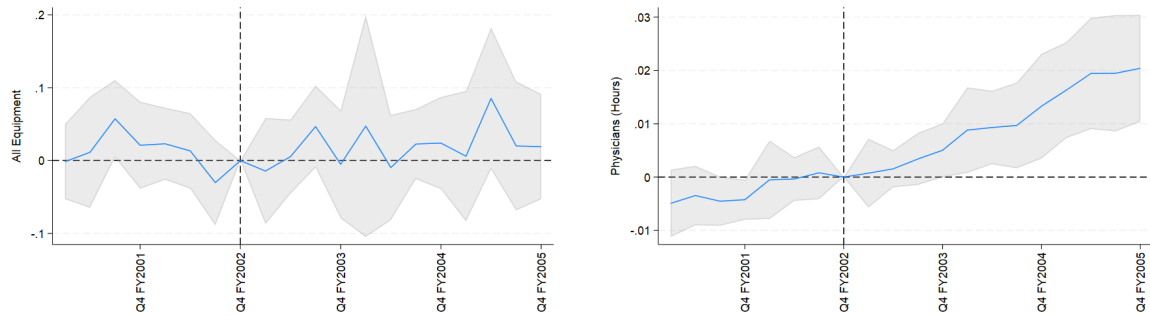 All Equipment
.2
.1
0
-.1
Q4 FY2001
Q4 FY2002
Q4 FY2003
Q4 FY2004
Q4 FY2005
Physicians (Hours)
.03
.02
.01
0
-.01
Q4 FY2001
Q4 FY2002
Q4 FY2003
Q4 FY2004
Q4 FY2005